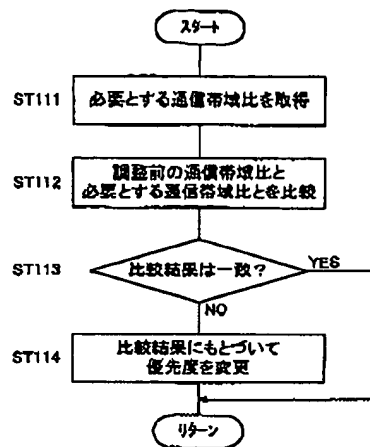 スタート
ST111
必要とする通信帯域比を取得
ST112
調整前の通信帯域比と
必要とする通信帯域比とを比較
ST113
比較結果は一致?
YES
NO
ST114
比較結果にもとづいて
優先度を変更
リターン